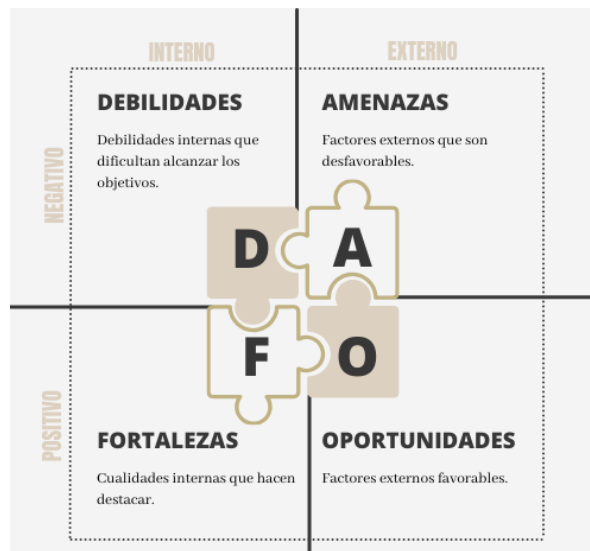 INTERNO
EXTERNO
NEGATIVO
DEBILIDADES
Debilidades internas que
dificultan alcanzar los
objetivos.
AMENAZAS
Factores externos que son
desfavorables.
D
A
F
O
POSITIVO
FORTALEZAS
Cualidades internas que hacen
destacar.
OPORTUNIDADES
Factores externos favorables.